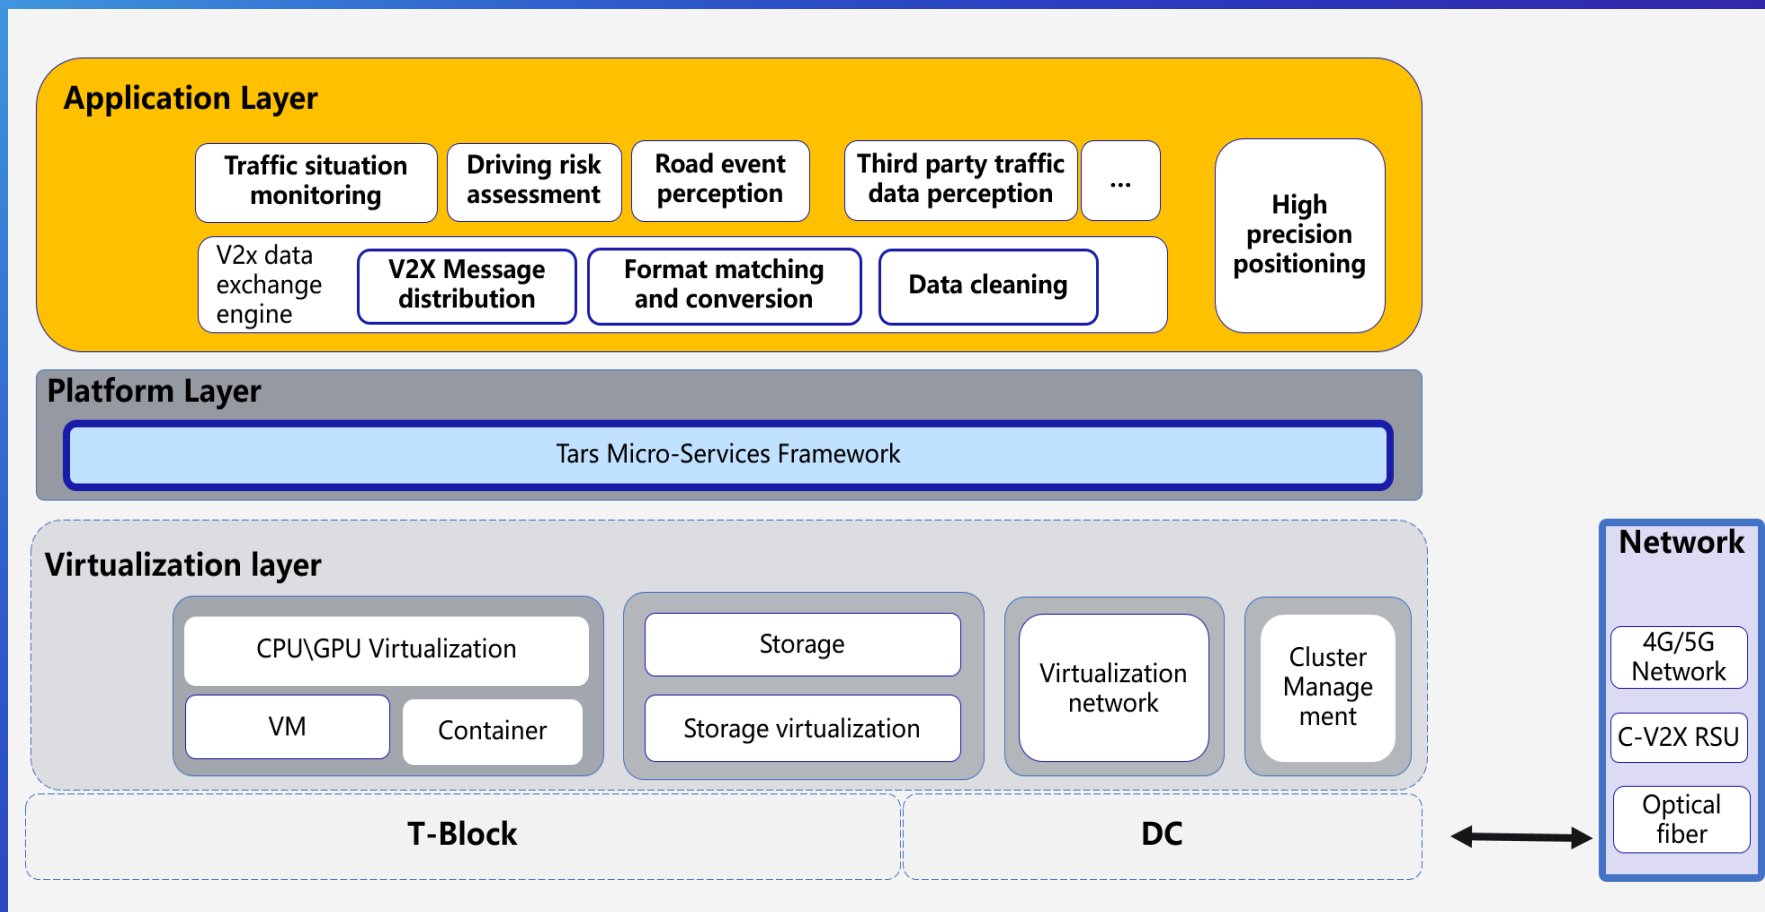 Application Layer
Traffic situation
monitoring
Driving risk
assessment
Road event
perception
Third party traffic
data perception
...
High
precision
positioning
V2x data
exchange
engine
V2X Message
distribution
Format matching
and conversion
Data cleaning
Platform Layer
Tars Micro-Services Framework
Virtualization layer
CPU\GPU Virtualization
VM
Container
Storage
Storage virtualization
Virtualization
network
Cluster
Manage
ment
T-Block
DC
Network
4G/5G
Network
C-V2X RSU
Optical
fiber